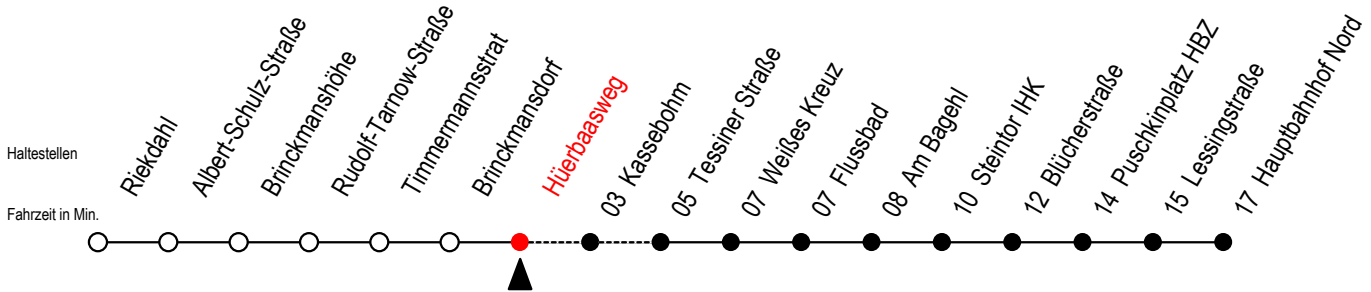 Haltestellen
Fahrzeit in Min.
Riekdahl
Albert-Schulz-Straße
Brinckmanshöhe
Rudolf-Tarnow-Straße
Timmermannsstrat
Brinckmansdorf
Hüerbaasweg
03 Kassebohm
05 Tessiner Straße
07 Weißes Kreuz
07 Flussbad
08 Am Bagehl
10 Steintor IHK
12 Blücherstraße
14 Puschkinplatz HBZ
15 Lessingstraße
17 Hauptbahnhof Nord